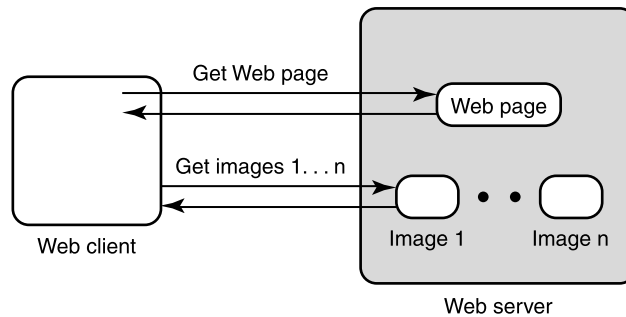 Get Web page
Web page
Get images 1. . . n
Image 1
Image n
Web client
Web server